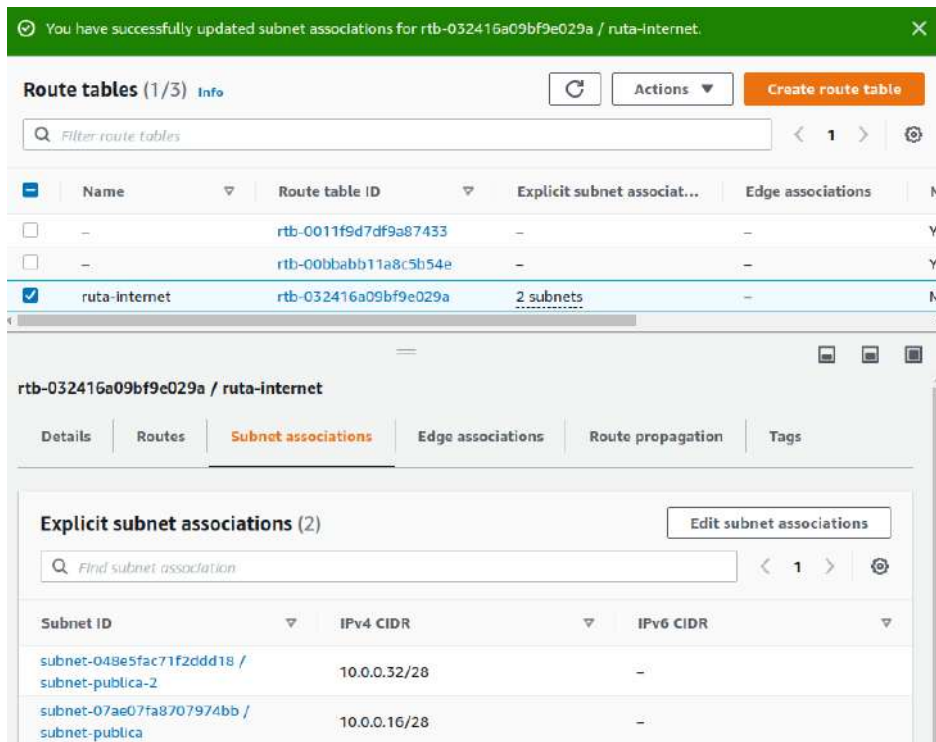 You have successfully updated subnet associations for rtb-032416a09bf9e029a / ruta-internet.
Route tables (1/3) Info
Actions
Create route table
Filter route tables
1
Name
Route table ID
Explicit subnet associat...
Edge associations
–
rtb-0011f9d7df9a87433
–
–
Y
–
rtb-00bbabb11a8c5b54e
–
–
Y
ruta-internet
rtb-032416a09bf9e029a
2 subnets
–
rtb-032416a09bf9e029a / ruta-internet
Details
Routes
Subnet associations
Edge associations
Route propagation
Tags
Explicit subnet associations (2)
Edit subnet associations
Find subnet association
1
Subnet ID
IPv4 CIDR
IPv6 CIDR
subnet-048e5fac71f2ddd18 /
subnet-publica-2
10.0.0.32/28
–
subnet-07ae07fa8707974bb /
subnet-publica
10.0.0.16/28
–